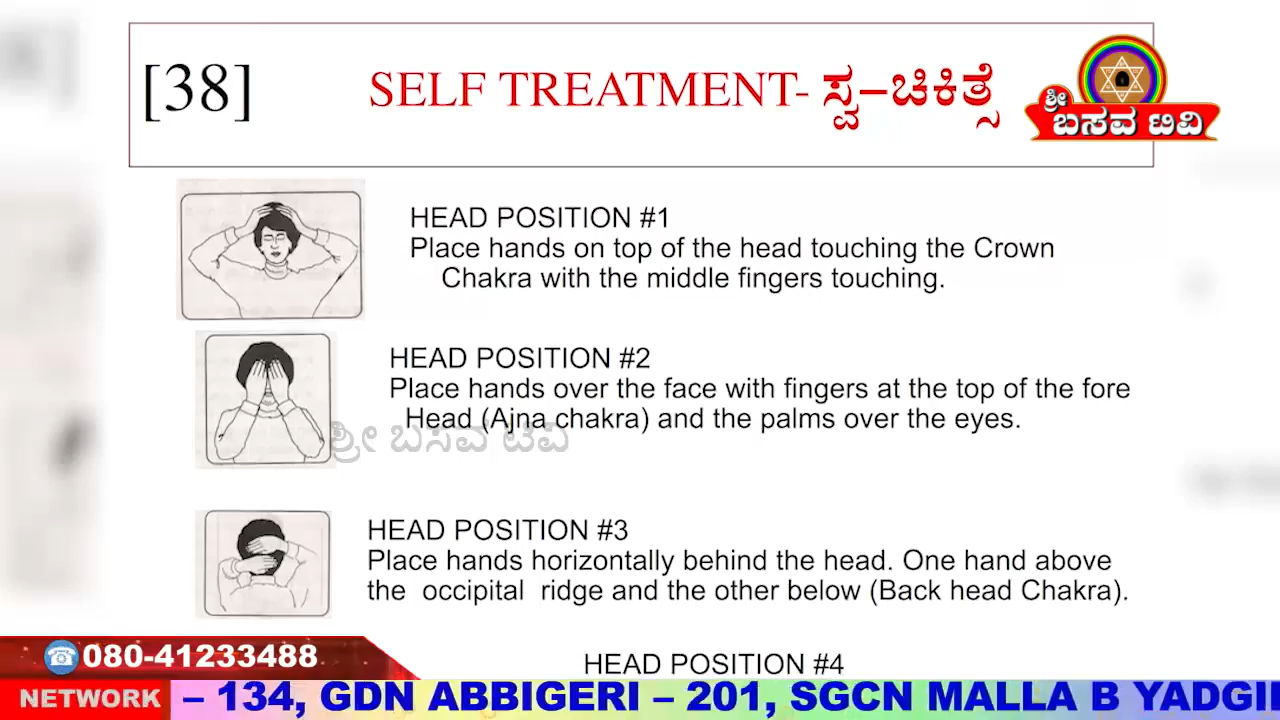 [38] SELF TREATMENT- ಸ್ವ–ಚಿಕಿತ್ಸೆ
ಶ್ರೀ
ಬಸವ ಟಿವಿ
HEAD POSITION #1
Place hands on top of the head touching the Crown
Chakra with the middle fingers touching.
HEAD POSITION #2
Place hands over the face with fingers at the top of the fore
Head (Ajna chakra) and the palms over the eyes.
ಶ್ರೀ ಬಸವ ಟಿವಿ
HEAD POSITION #3
Place hands horizontally behind the head. One hand above
the occipital ridge and the other below (Back head Chakra).
080-41233488
HEAD POSITION #4
NETWORK – 134, GDN ABBIGERI – 201, SGCN MALLA B YADGI